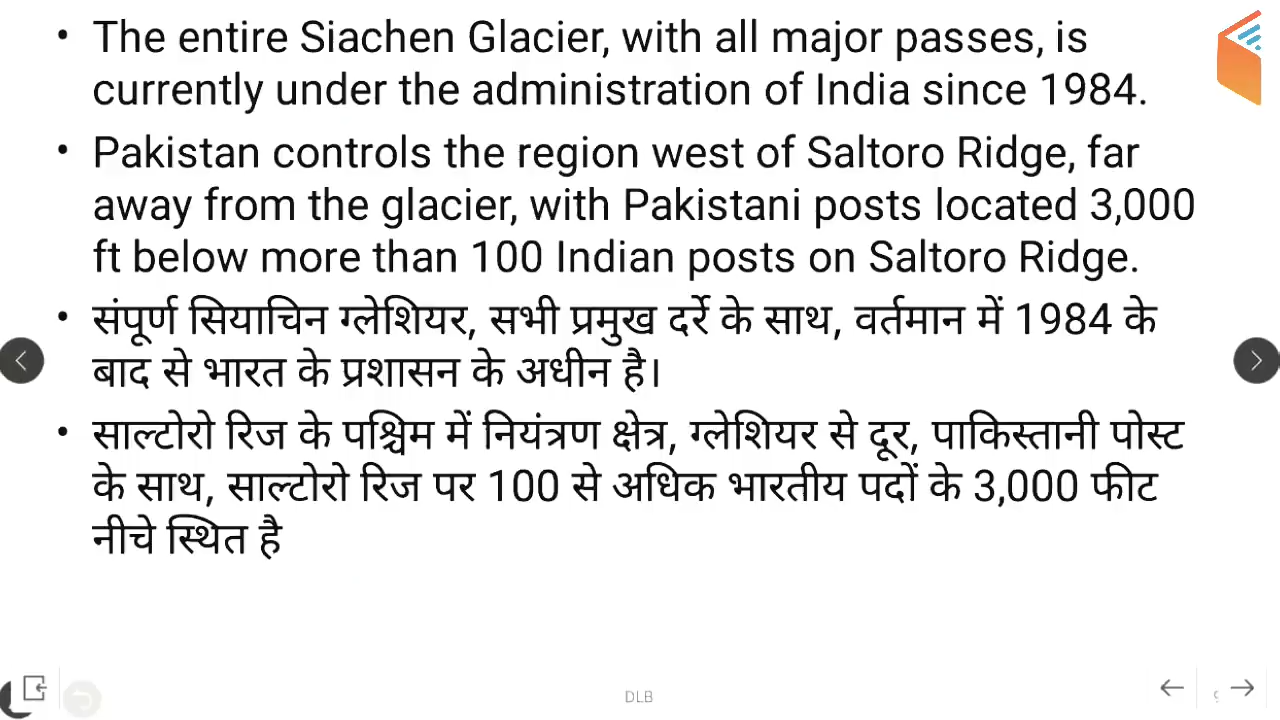 • The entire Siachen Glacier, with all major passes, is
currently under the administration of India since 1984.
• Pakistan controls the region west of Saltoro Ridge, far
away from the glacier, with Pakistani posts located 3,000
ft below more than 100 Indian posts on Saltoro Ridge.
• संपूर्ण सियाचिन ग्लेशियर, सभी प्रमुख दर्रे के साथ, वर्तमान में 1984 के
बाद से भारत के प्रशासन के अधीन है।
• साल्टोरो रिज के पश्चिम में नियंत्रण क्षेत्र, ग्लेशियर से दूर, पाकिस्तानी पोस्ट
के साथ, साल्टोरो रिज पर 100 से अधिक भारतीय पदों के 3,000 फीट
नीचे स्थित है
DLB